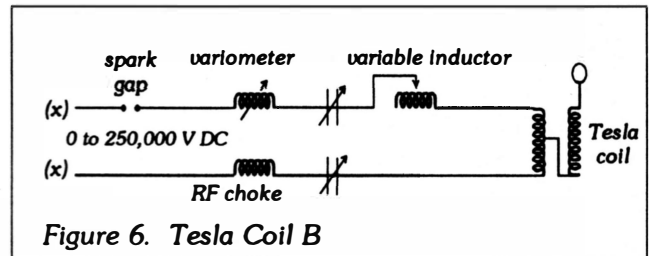 spark gap
variometer
variable inductor
(x)
0 to 250,000 V DC
(x)
RF choke
Tesla coil
Figure 6. Tesla Coil B